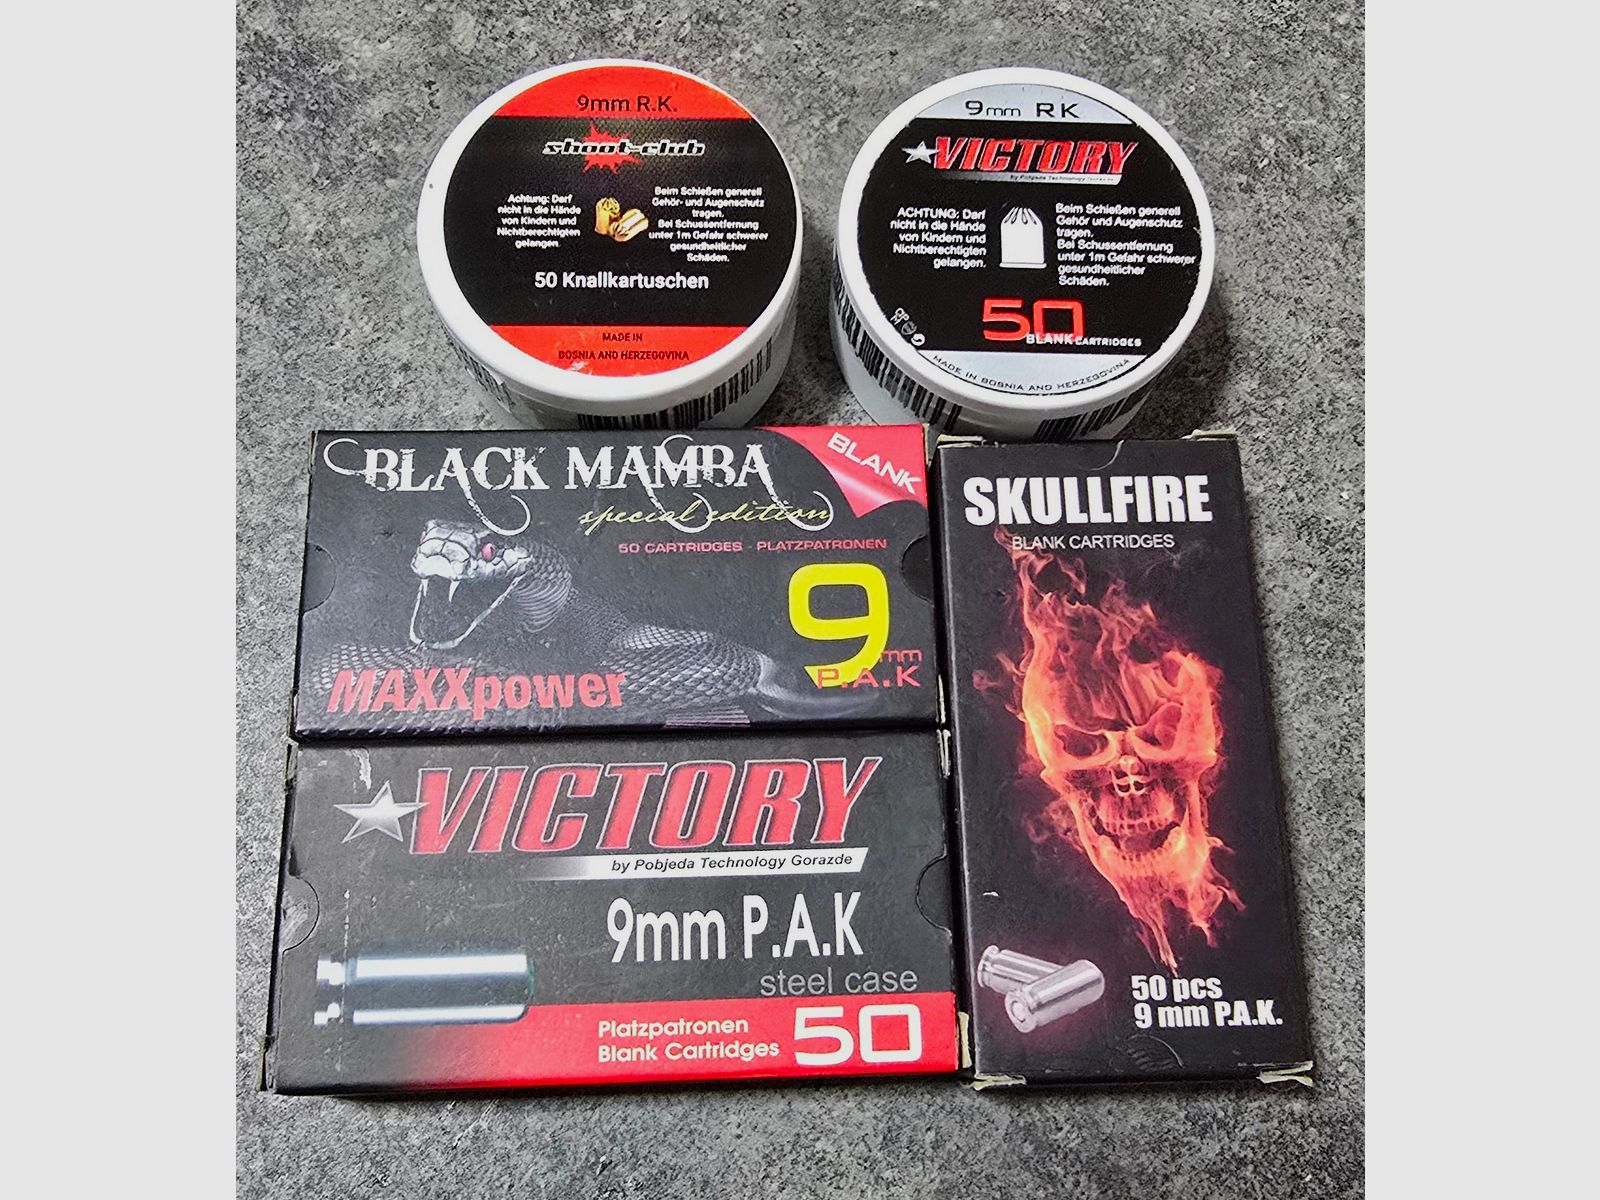 9mm R.K.
shoot-club
Achtung: Darf
nicht in die Hände
von Kindern und
Nichtberechtigten
gelangen.
Beim Schießen generell
Gehör- und Augenschutz
tragen.
Bei Schussentfernung
unter 1m Gefahr schwerer
gesundheitlicher
Schäden.
50 Knallkartuschen
MADE IN
BOSNIA AND HERZEGOVINA
9mm RK
VICTORY
by Pobjeda Technology Gorazde
ACHTUNG: Darf
nicht in die Hände
von Kindern und
Nichtberechtigten
gelangen.
Beim Schießen generell
Gehör und Augenschutz
tragen.
Bei Schussentfernung
unter 1m Gefahr schwerer
gesundheitlicher
Schäden.
50
BLANK CARTRIDGES
MADE IN BOSNIA AND HERZEGOVINA
BLACK MAMBA
special edition
BLANK
50 CARTRIDGES - PLATZPATRONEN
9mm
P.A.K
MAXXpower
SKULLFIRE
BLANK CARTRIDGES
50 pcs
9 mm P.A.K.
VICTORY
by Pobjeda Technology Gorazde
9mm P.A.K
steel case
Platzpatronen
Blank Cartridges
50